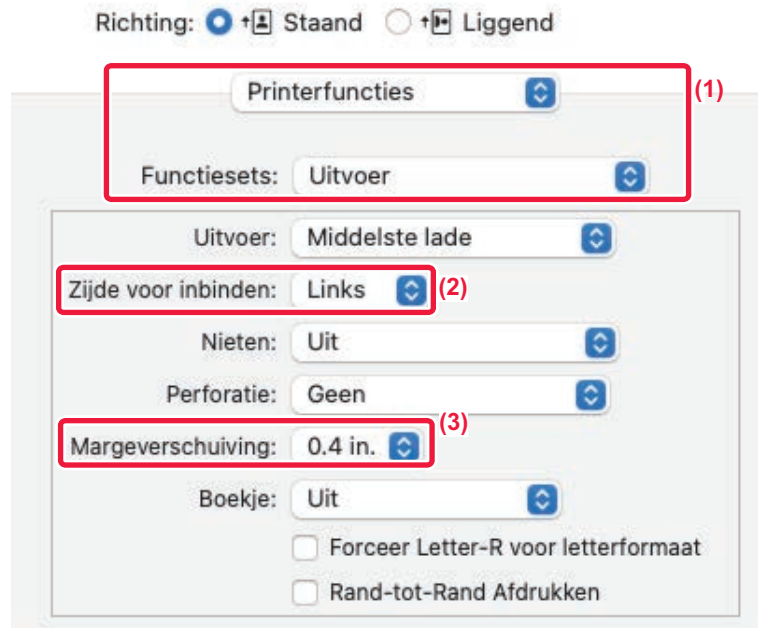 Richting: Staand Liggend
Printerfuncties (1)
Functiesets: Uitvoer
Uitvoer: Middelste lade
Zijde voor inbinden: Links (2)
Nieten: Uit
Perforatie: Geen
(3)
Margeverschuiving: 0.4 in.
Boekje: Uit
Forceer Letter-R voor letterformaat
Rand-tot-Rand Afdrukken